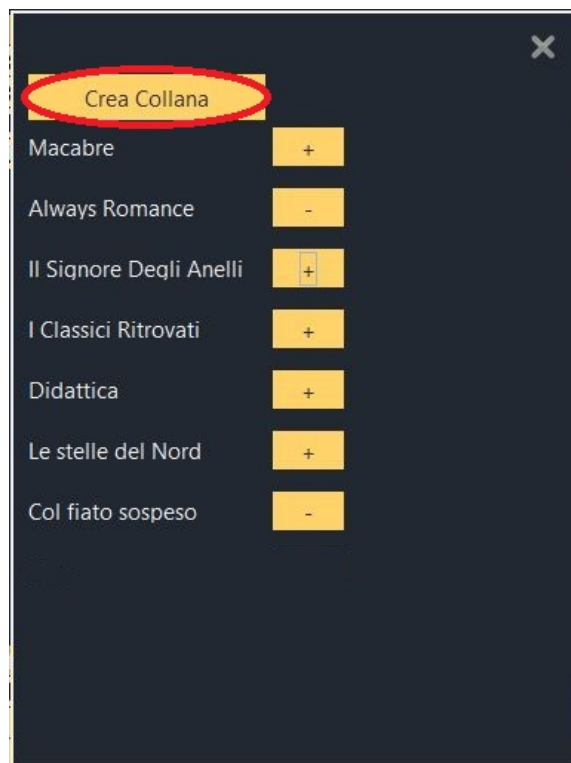 Crea Collana
Macabre +
Always Romance -
Il Signore Degli Anelli +
I Classici Ritrovati +
Didattica +
Le stelle del Nord +
Col fiato sospeso -